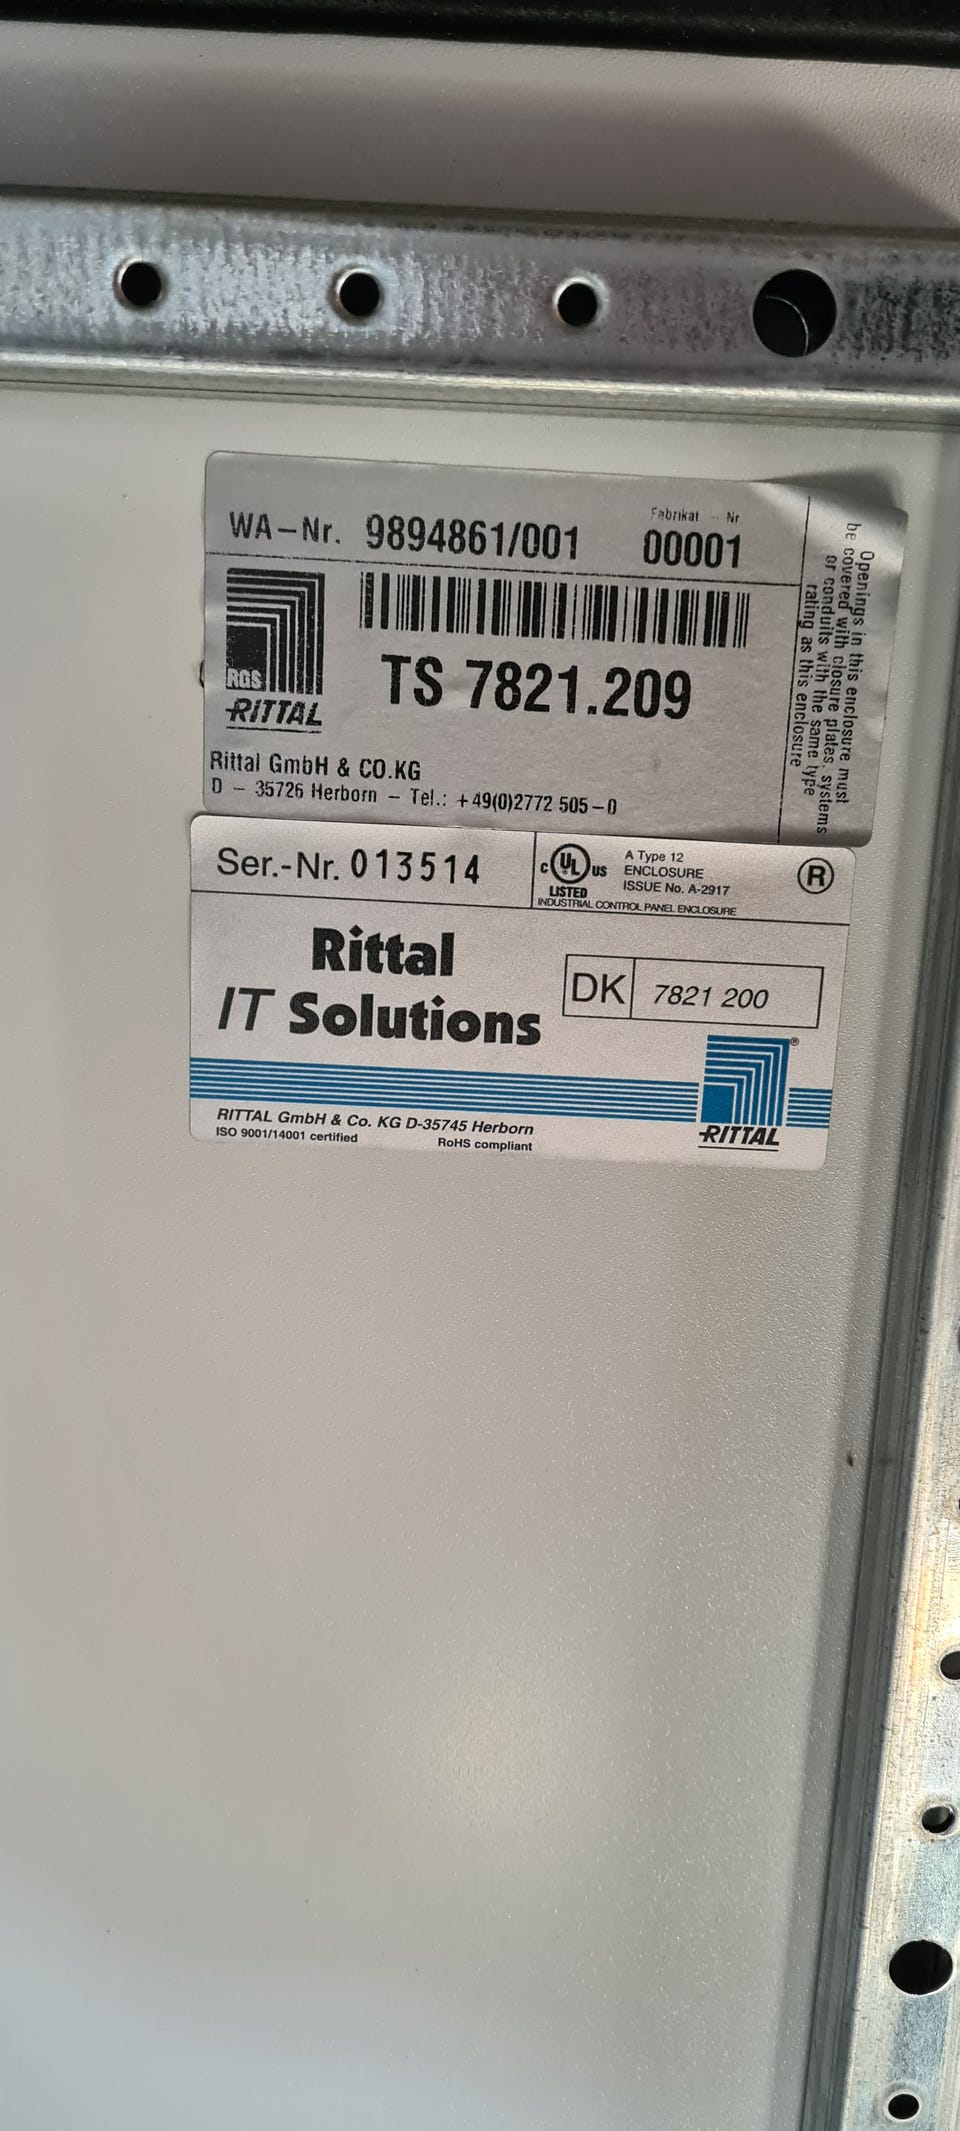 WA-Nr. 9894861/001
Fabrikat. - Nr
00001
RGS
RITTAL
TS 7821.209
Rittal GmbH & CO.KG
D - 35726 Herborn - Tel.: +49(0)2772 505-0
Openings in this enclosure must
be covered with closure plates, systems
or conduits with the same type
rating as this enclosure
Ser.-Nr. 013514
c UL us
LISTED
A Type 12
ENCLOSURE
ISSUE No. A-2917
INDUSTRIAL CONTROL PANEL ENCLOSURE
R
Rittal
IT Solutions
DK 7821 200
RITTAL GmbH & Co. KG D-35745 Herborn
ISO 9001/14001 certified RoHS compliant
®
RITTAL